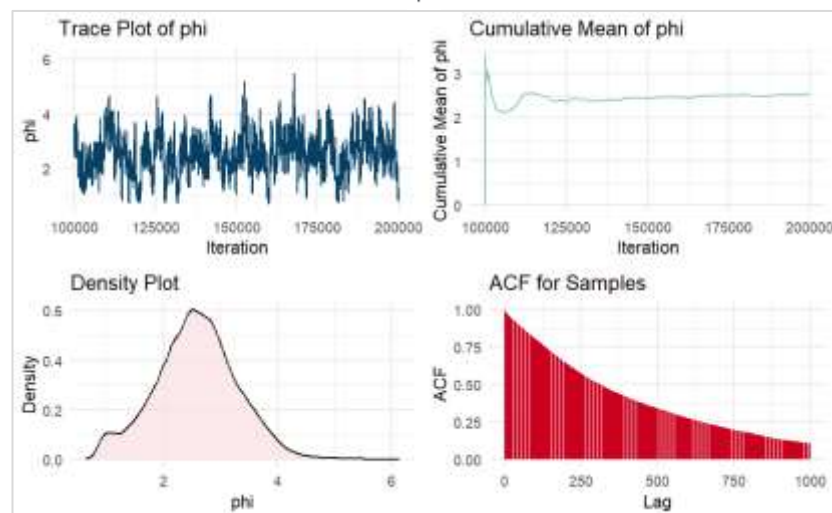 Trace Plot of phi
6
4
2
phi
100000 125000 150000 175000 200000
Iteration
Cumulative Mean of phi
3
2
1
0
Cumulative Mean of phi
100000 125000 150000 175000 200000
Iteration
Density Plot
0.6
0.4
0.2
0.0
Density
2 4 6
phi
ACF for Samples
1.00
0.75
0.50
0.25
0.00
ACF
0 250 500 750 1000
Lag